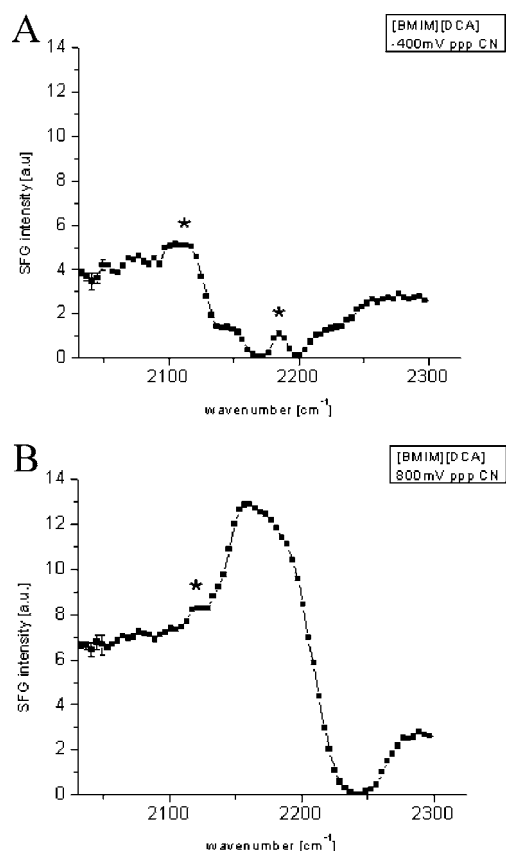 A
[BMIM][DCA]
-400mV ppp CN
14
12
10
8
6
4
2
0
SFG intensity [a.u]
*
*
2100
2200
2300
wavenumber [cm⁻¹]
B
[BMIM][DCA]
800mV ppp CN
14
12
10
8
6
4
2
0
SFG intensity [a.u.]
*
2100
2200
2300
wavenumber [cm⁻¹]